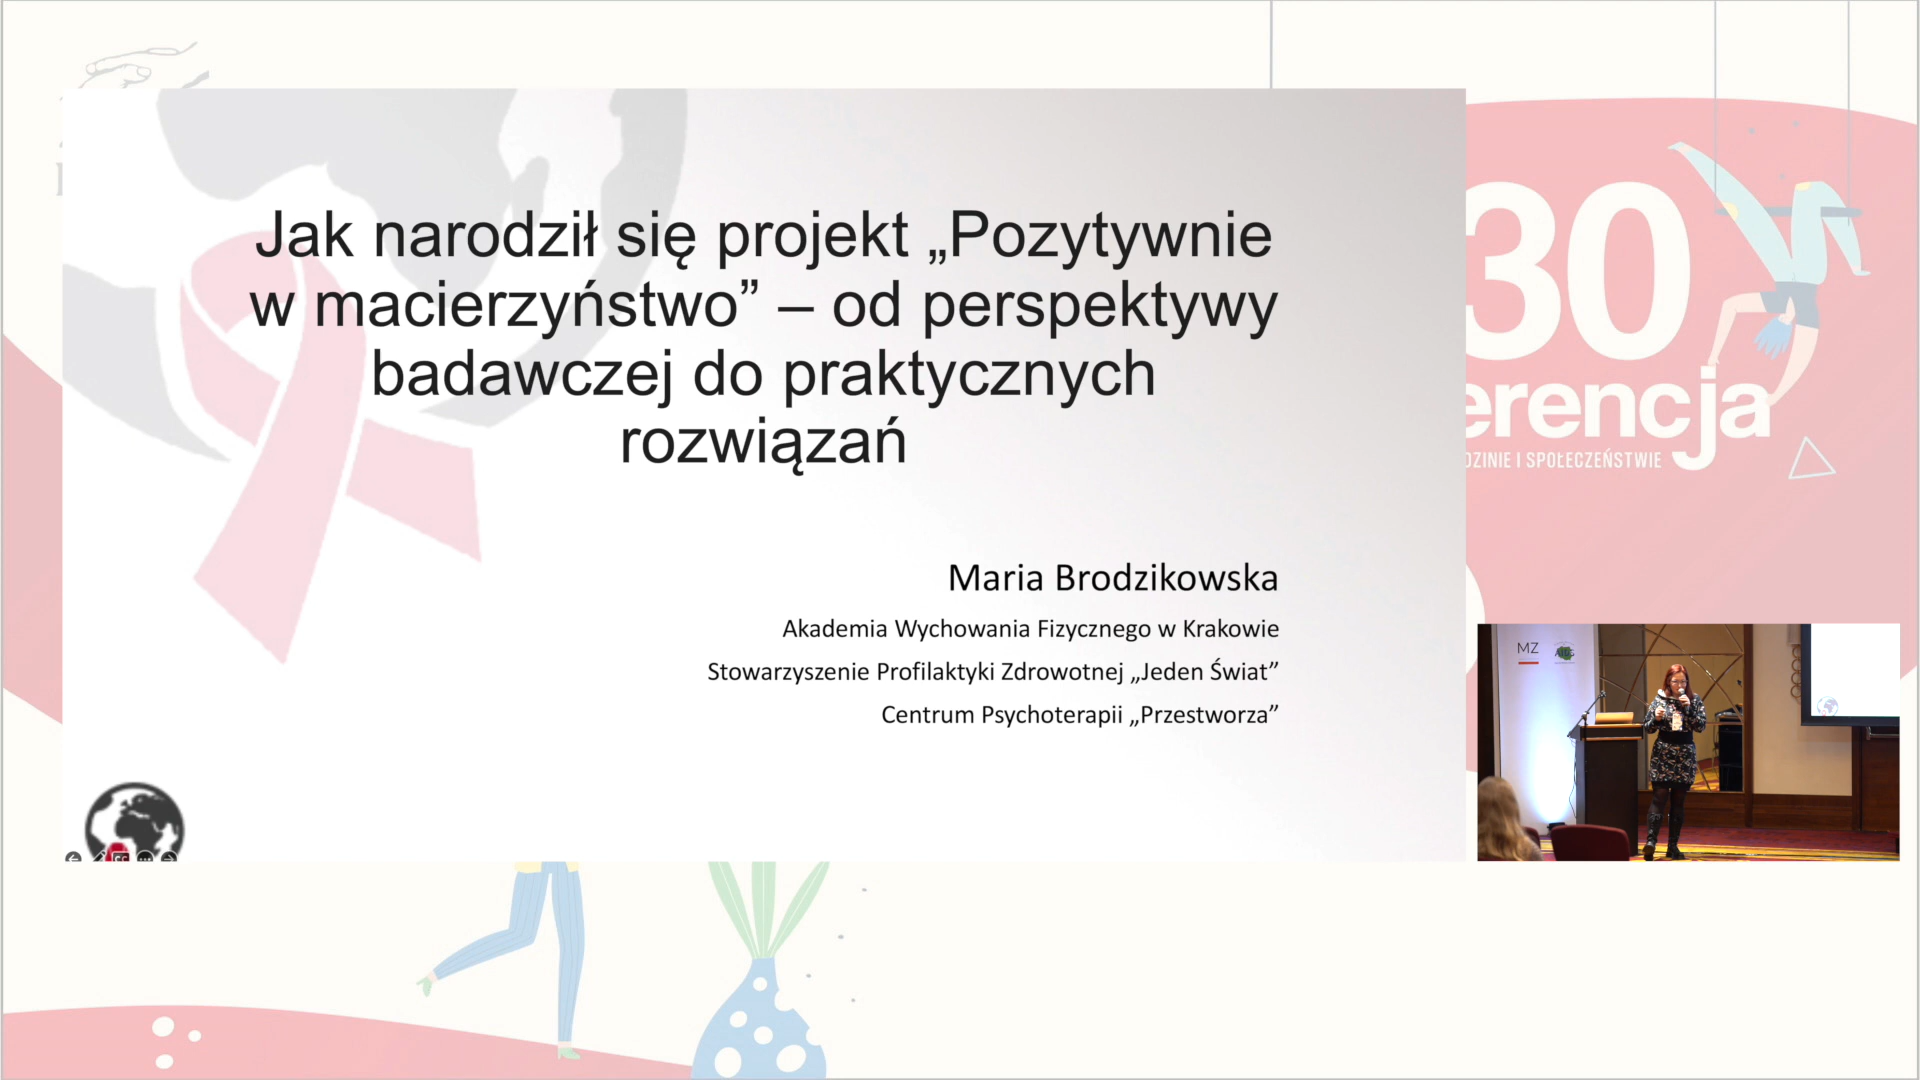 Jak narodził się projekt „Pozytywnie
w macierzyństwo” – od perspektywy
badawczej do praktycznych
rozwiązań
Maria Brodzikowska
Akademia Wychowania Fizycznego w Krakowie
Stowarzyszenie Profilaktyki Zdrowotnej „Jeden Świat”
Centrum Psychoterapii „Przestworza”
30
erencja
DZINIE I SPOŁECZEŃSTWIE
MZ